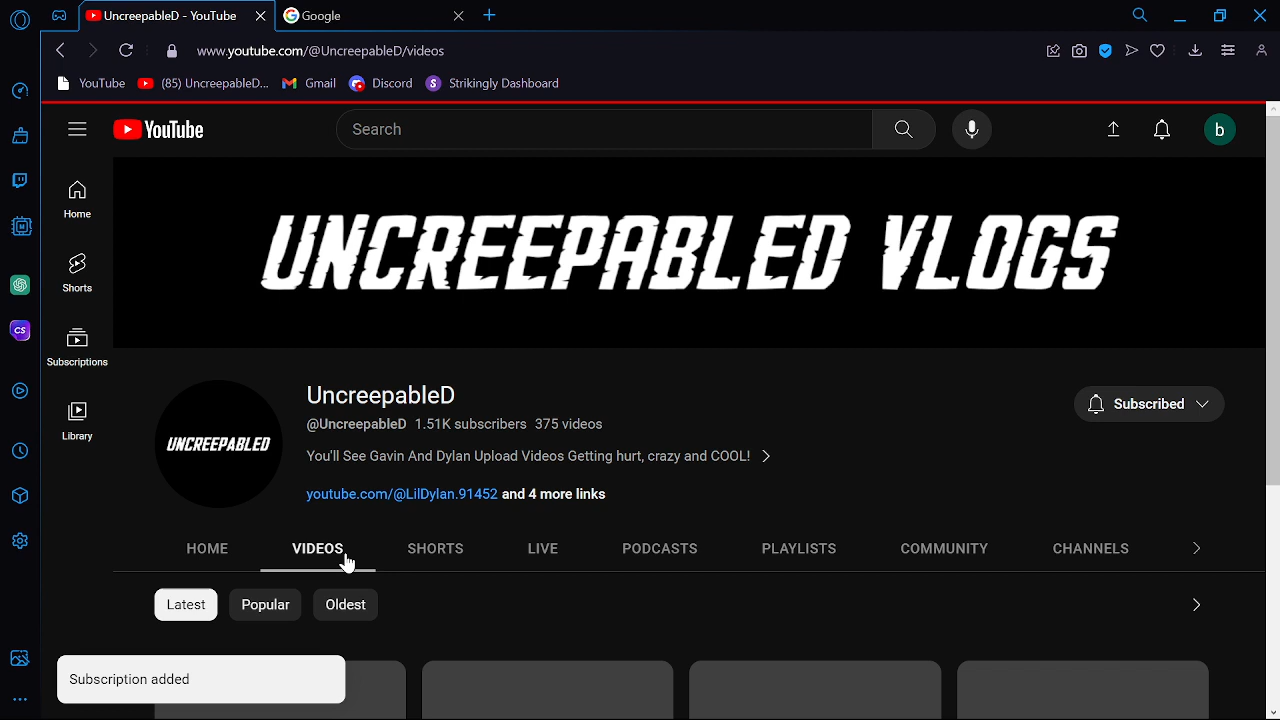 UncreepableD - YouTube
Google
www.youtube.com/@UncreepableD/videos
YouTube
(85) UncreepableD...
Gmail
Discord
Strikingly Dashboard
YouTube
Search
b
Home
Shorts
Subscriptions
Library
UNCREEPABLED VLOGS
UNCREEPABLED
UncreepableD
@UncreepableD 1.51K subscribers 375 videos
You'll See Gavin And Dylan Upload Videos Getting hurt, crazy and COOL!
youtube.com/@LilDylan.91452 and 4 more links
Subscribed
HOME
VIDEOS
SHORTS
LIVE
PODCASTS
PLAYLISTS
COMMUNITY
CHANNELS
Latest
Popular
Oldest
Subscription added
CS
M
S